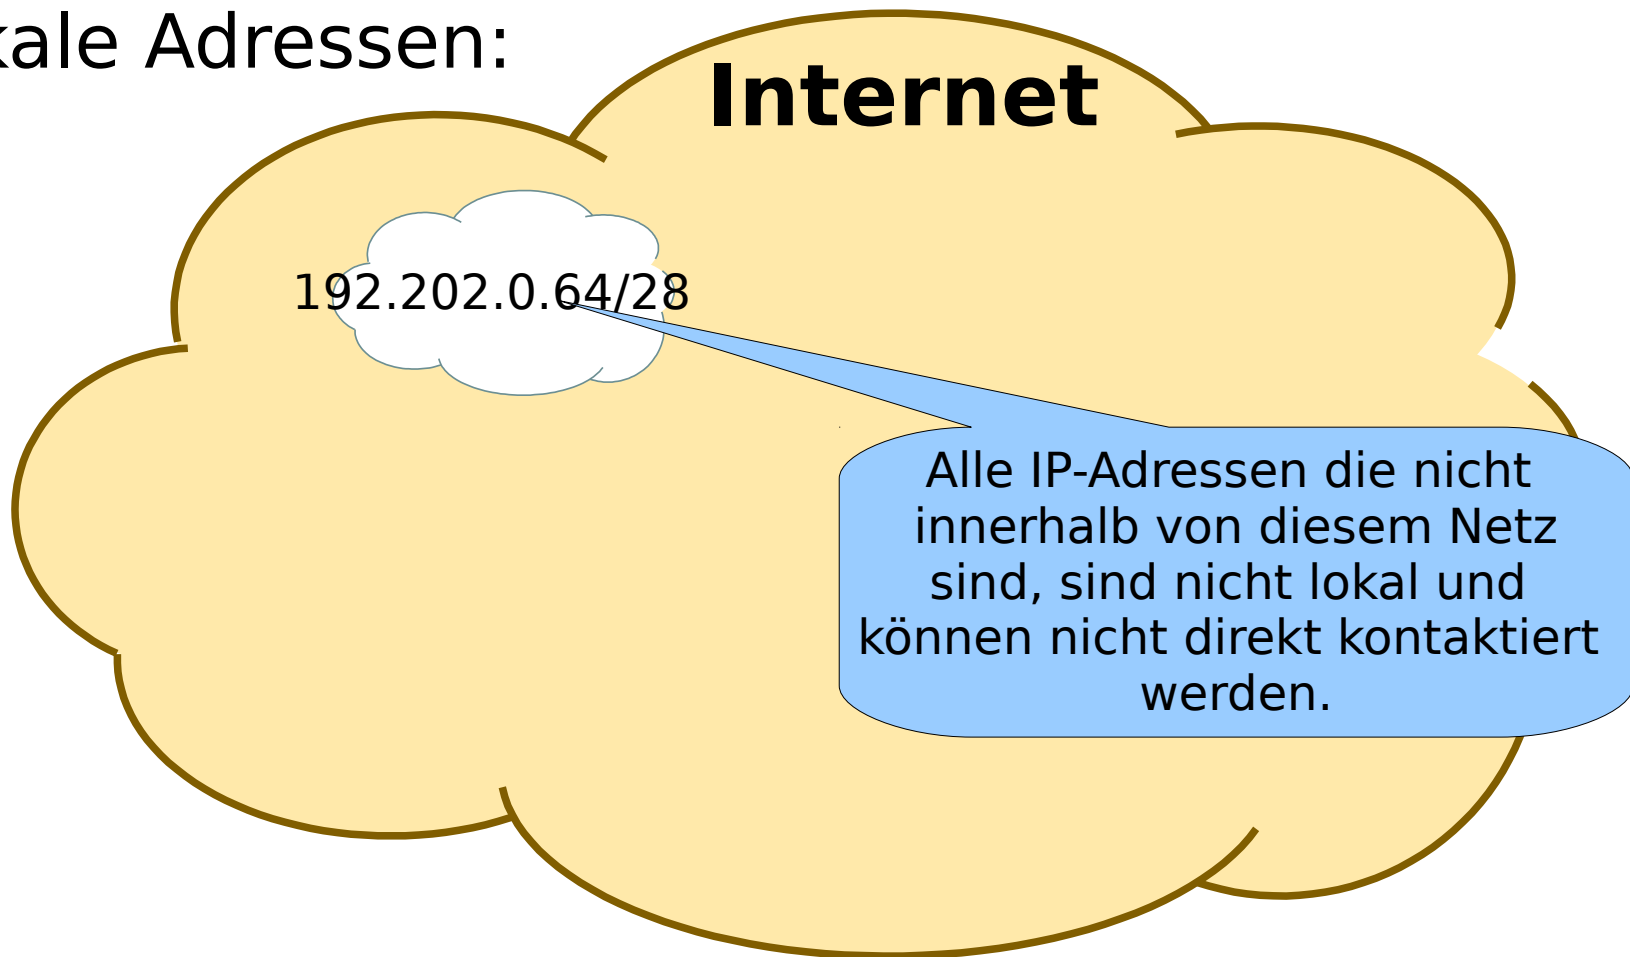 kale Adressen:
Internet
192.202.0.64/28
Alle IP-Adressen die nicht
innerhalb von diesem Netz
sind, sind nicht lokal und
können nicht direkt kontaktiert
werden.